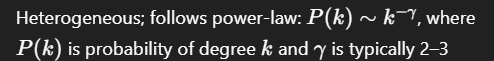 Heterogeneous; follows power-law: P(k) ∼ k^{−γ}, where
P(k) is probability of degree k and γ is typically 2–3